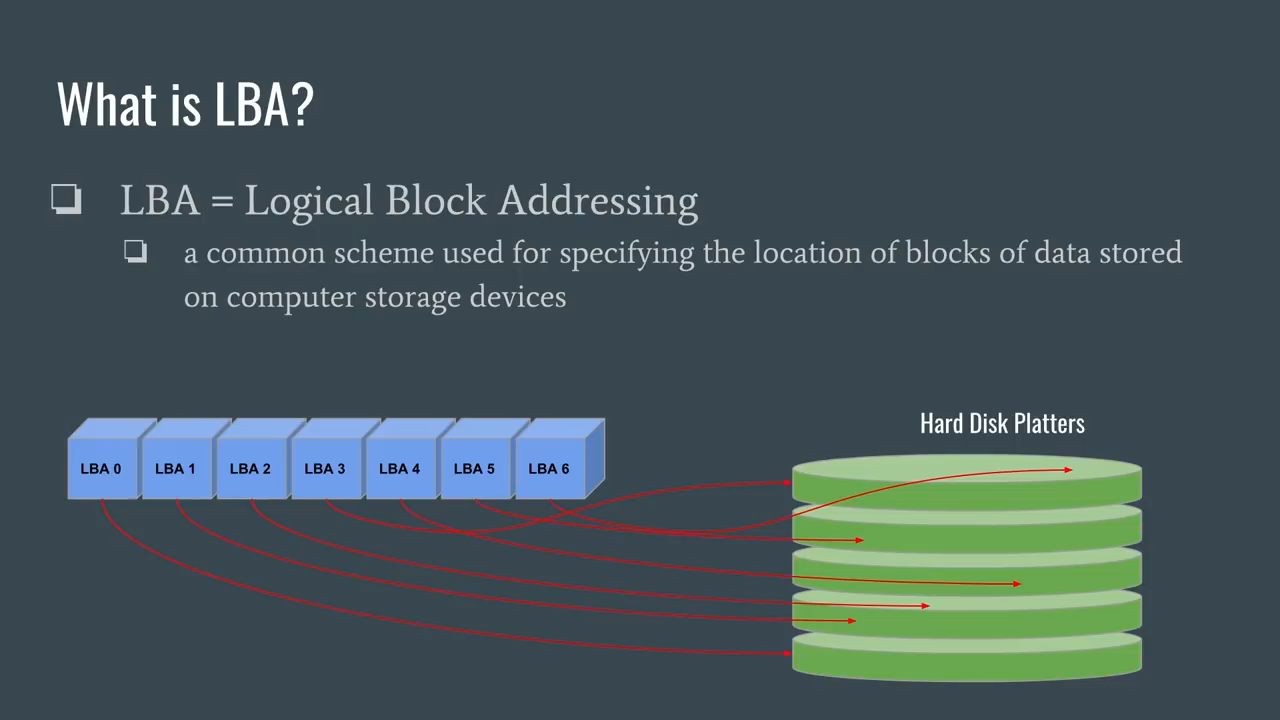 What is LBA?
❏ LBA = Logical Block Addressing
❏ a common scheme used for specifying the location of blocks of data stored
on computer storage devices
Hard Disk Platters
LBA 0 LBA 1 LBA 2 LBA 3 LBA 4 LBA 5 LBA 6